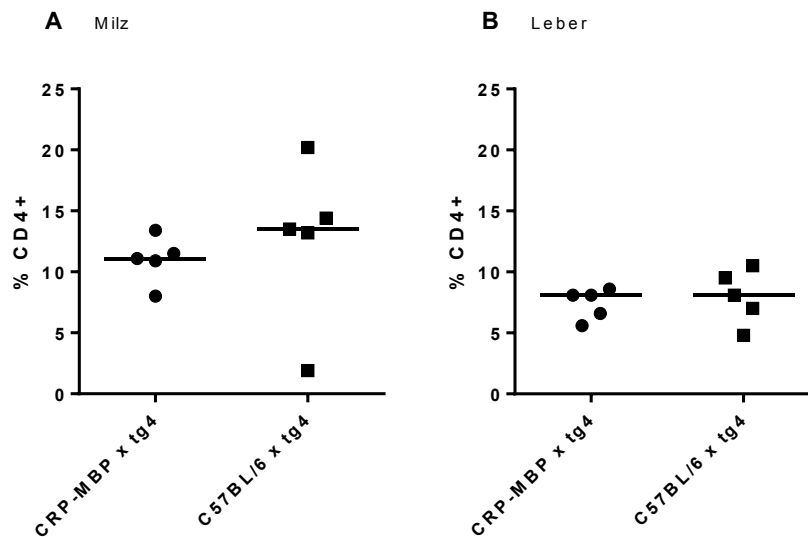 A Milz
% CD4+
25
20
15
10
5
0
CRP-MBP x tg4
C57BL/6 x tg4
B Leber
% CD4+
25
20
15
10
5
0
CRP-MBP x tg4
C57BL/6 x tg4